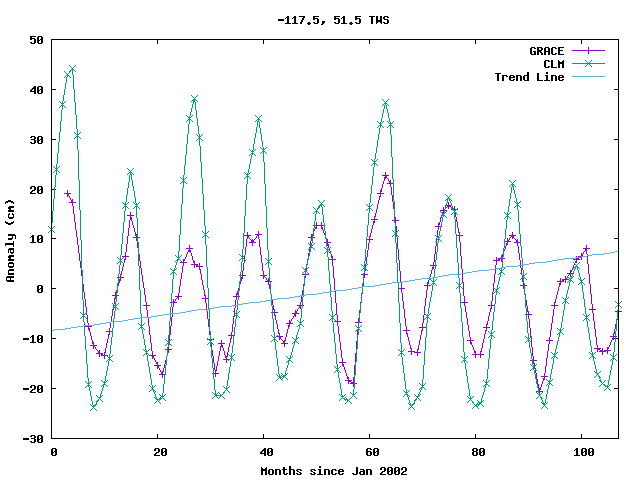 -117.5, 51.5 TWS
50
40
30
20
10
0
-10
-20
-30
Anomaly (cm)
GRACE
CLM
Trend Line
0 20 40 60 80 100
Months since Jan 2002